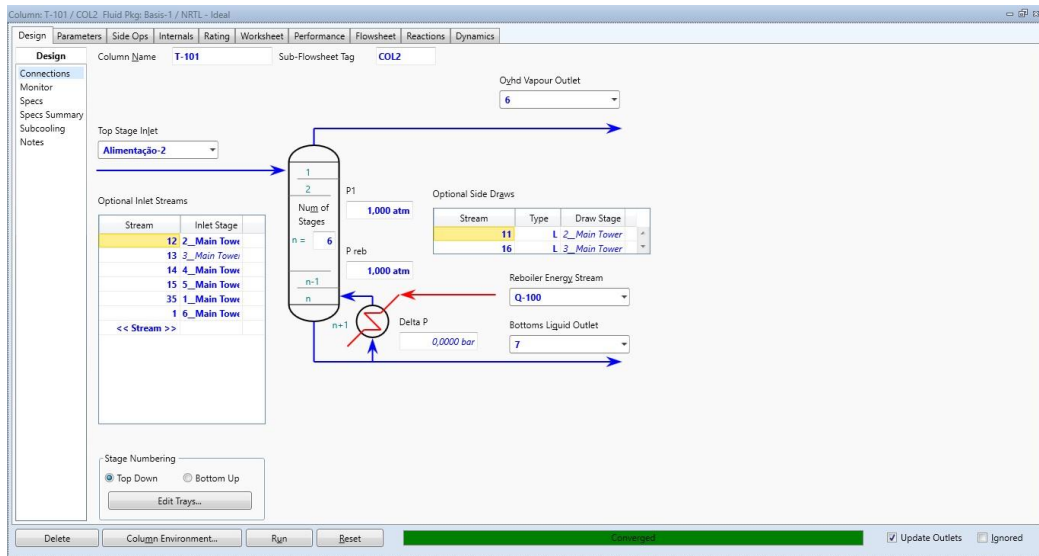 Column: T-101 / COL2 Fluid Pkg: Basis-1 / NRTL - Ideal
Design Parameters Side Ops Internals Rating Worksheet Performance Flowsheet Reactions Dynamics
Design
Connections
Monitor
Specs
Specs Summary
Subcooling
Notes
Column Name T-101 Sub-Flowsheet Tag COL2
Ovhd Vapour Outlet
6
Top Stage Inlet
Alimentação-2
1
2
Num of
Stages
n = 6
n-1
n
n+1
P1
1,000 atm
P reb
1,000 atm
Delta P
0,0000 bar
Optional Inlet Streams
Stream Inlet Stage
12 2__Main Towe
13 3__Main Tower
14 4__Main Towe
15 5__Main Towe
35 1__Main Towe
1 6__Main Towe
<< Stream >>
Optional Side Draws
Stream Type Draw Stage
11 L 2__Main Tower
16 L 3__Main Tower
Reboiler Energy Stream
Q-100
Bottoms Liquid Outlet
7
Stage Numbering
Top Down Bottom Up
Edit Trays...
Delete Column Environment... Run Reset Converged Update Outlets Ignored